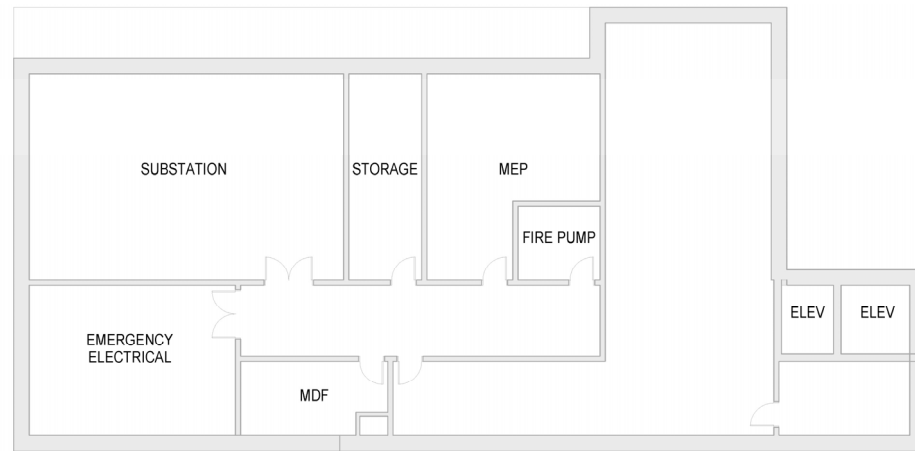 SUBSTATION
STORAGE
MEP
FIRE PUMP
ELEV
ELEV
EMERGENCY
ELECTRICAL
MDF